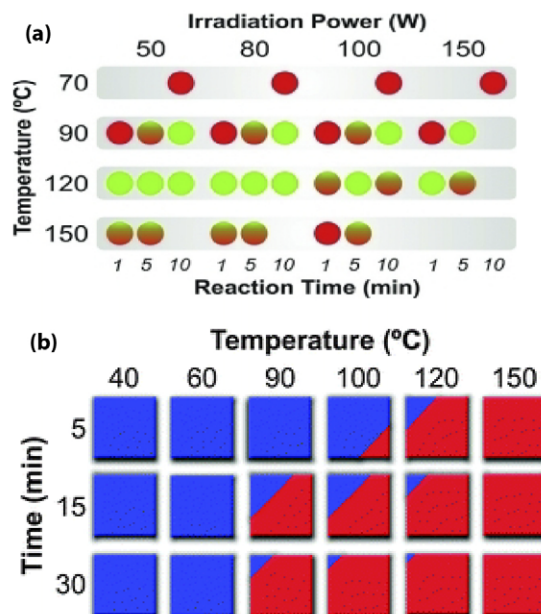 (a)
Irradiation Power (W)
50 80 100 150
Temperature (ºC)
70
90
120
150
1 5 10 1 5 10 1 5 10 1 5 10
Reaction Time (min)
(b)
Temperature (ºC)
40 60 90 100 120 150
Time (min)
5
15
30